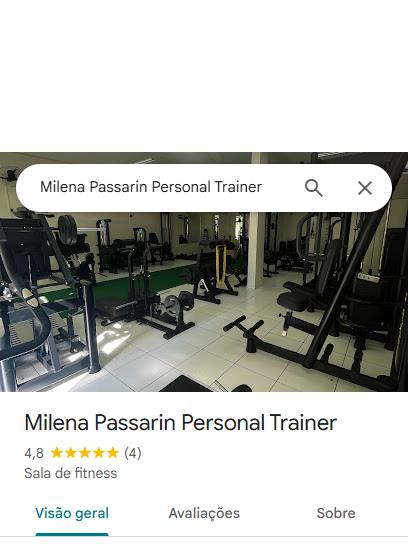 Milena Passarin Personal Trainer
Milena Passarin Personal Trainer
4,8 (4)
Sala de fitness
Visão geral Avaliações Sobre